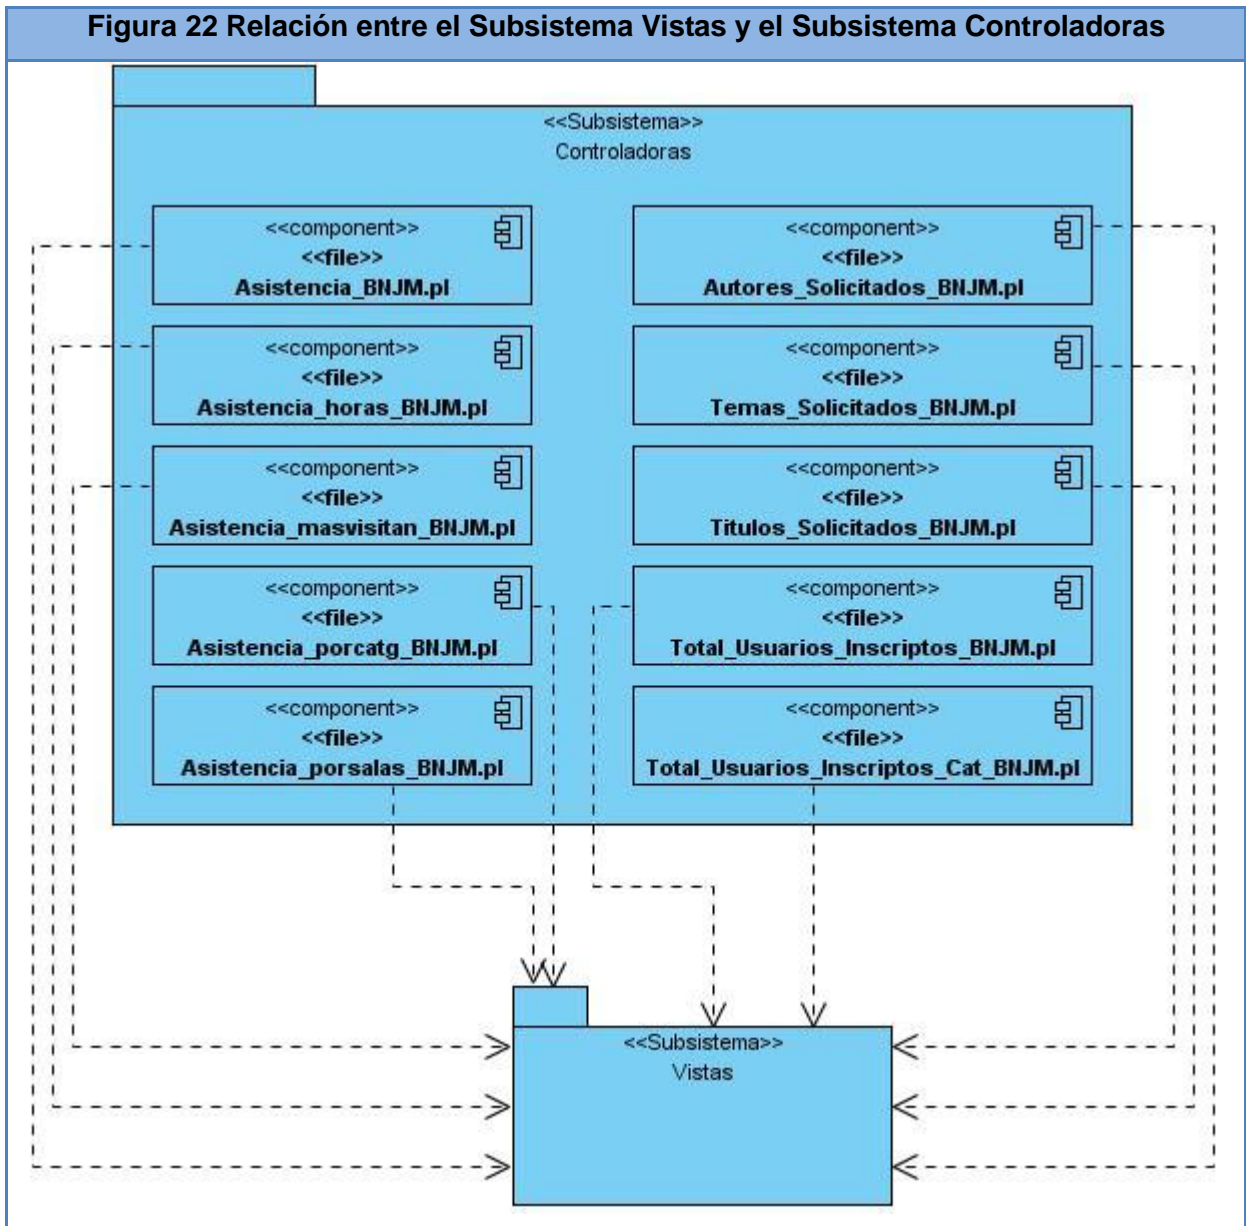 Figura 22 Relación entre el Subsistema Vistas y el Subsistema Controladoras
<<Subsistema>>
Controladoras
<<component>>
<<file>>
Asistencia_BNJM.pl
<<component>>
<<file>>
Autores_Solicitados_BNJM.pl
<<component>>
<<file>>
Asistencia_horas_BNJM.pl
<<component>>
<<file>>
Temas_Solicitados_BNJM.pl
<<component>>
<<file>>
Asistencia_masvisitan_BNJM.pl
<<component>>
<<file>>
Titulos_Solicitados_BNJM.pl
<<component>>
<<file>>
Asistencia_porcatg_BNJM.pl
<<component>>
<<file>>
Total_Usuarios_Inscriptos_BNJM.pl
<<component>>
<<file>>
Asistencia_porsalas_BNJM.pl
<<component>>
<<file>>
Total_Usuarios_Inscriptos_Cat_BNJM.pl
<<Subsistema>>
Vistas